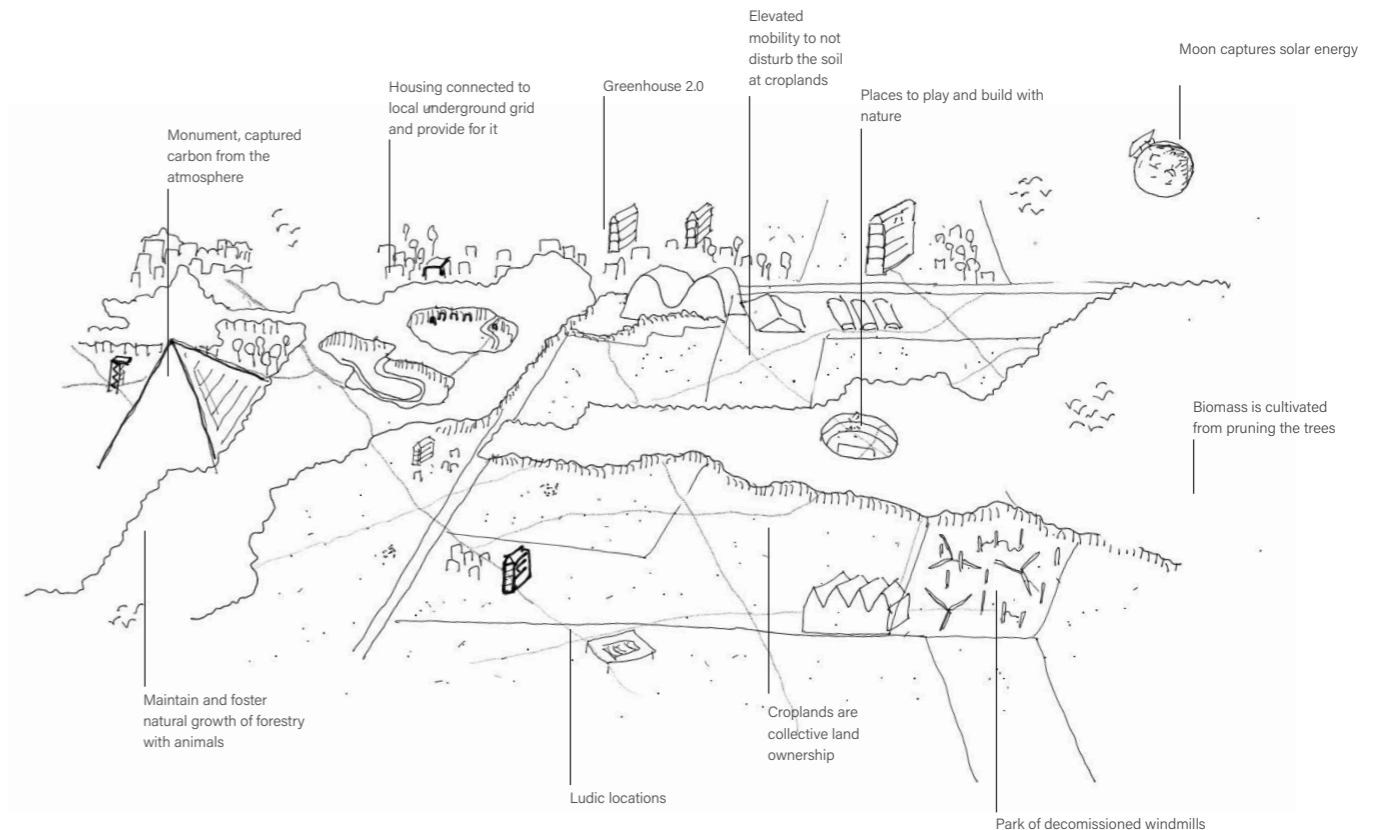 Elevated
mobility to not
disturb the soil
at croplands
Moon captures solar energy
Housing connected to
local underground grid
and provide for it
Greenhouse 2.0
Places to play and build with
nature
Monument, captured
carbon from the
atmosphere
Biomass is cultivated
from pruning the trees
Maintain and foster
natural growth of forestry
with animals
Croplands are
collective land
ownership
Ludic locations
Park of decomissioned windmills